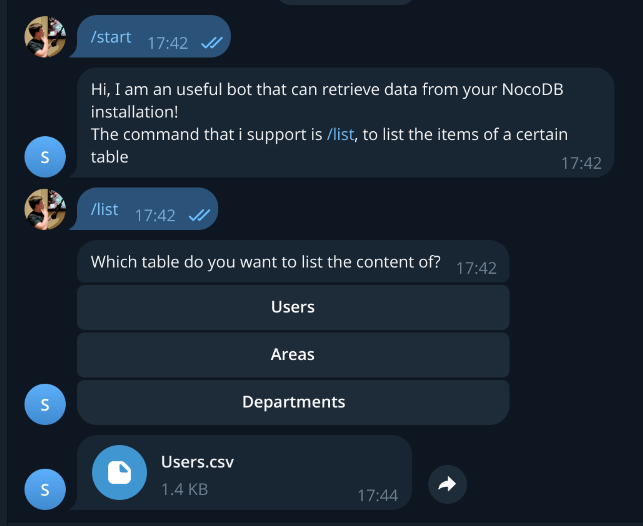 /start 17:42
Hi, I am an useful bot that can retrieve data from your NocoDB
installation!
The command that i support is /list, to list the items of a certain
table
17:42
/list 17:42
Which table do you want to list the content of? 17:42
Users
Areas
Departments
S
S
Users.csv
1.4 KB
17:44
S